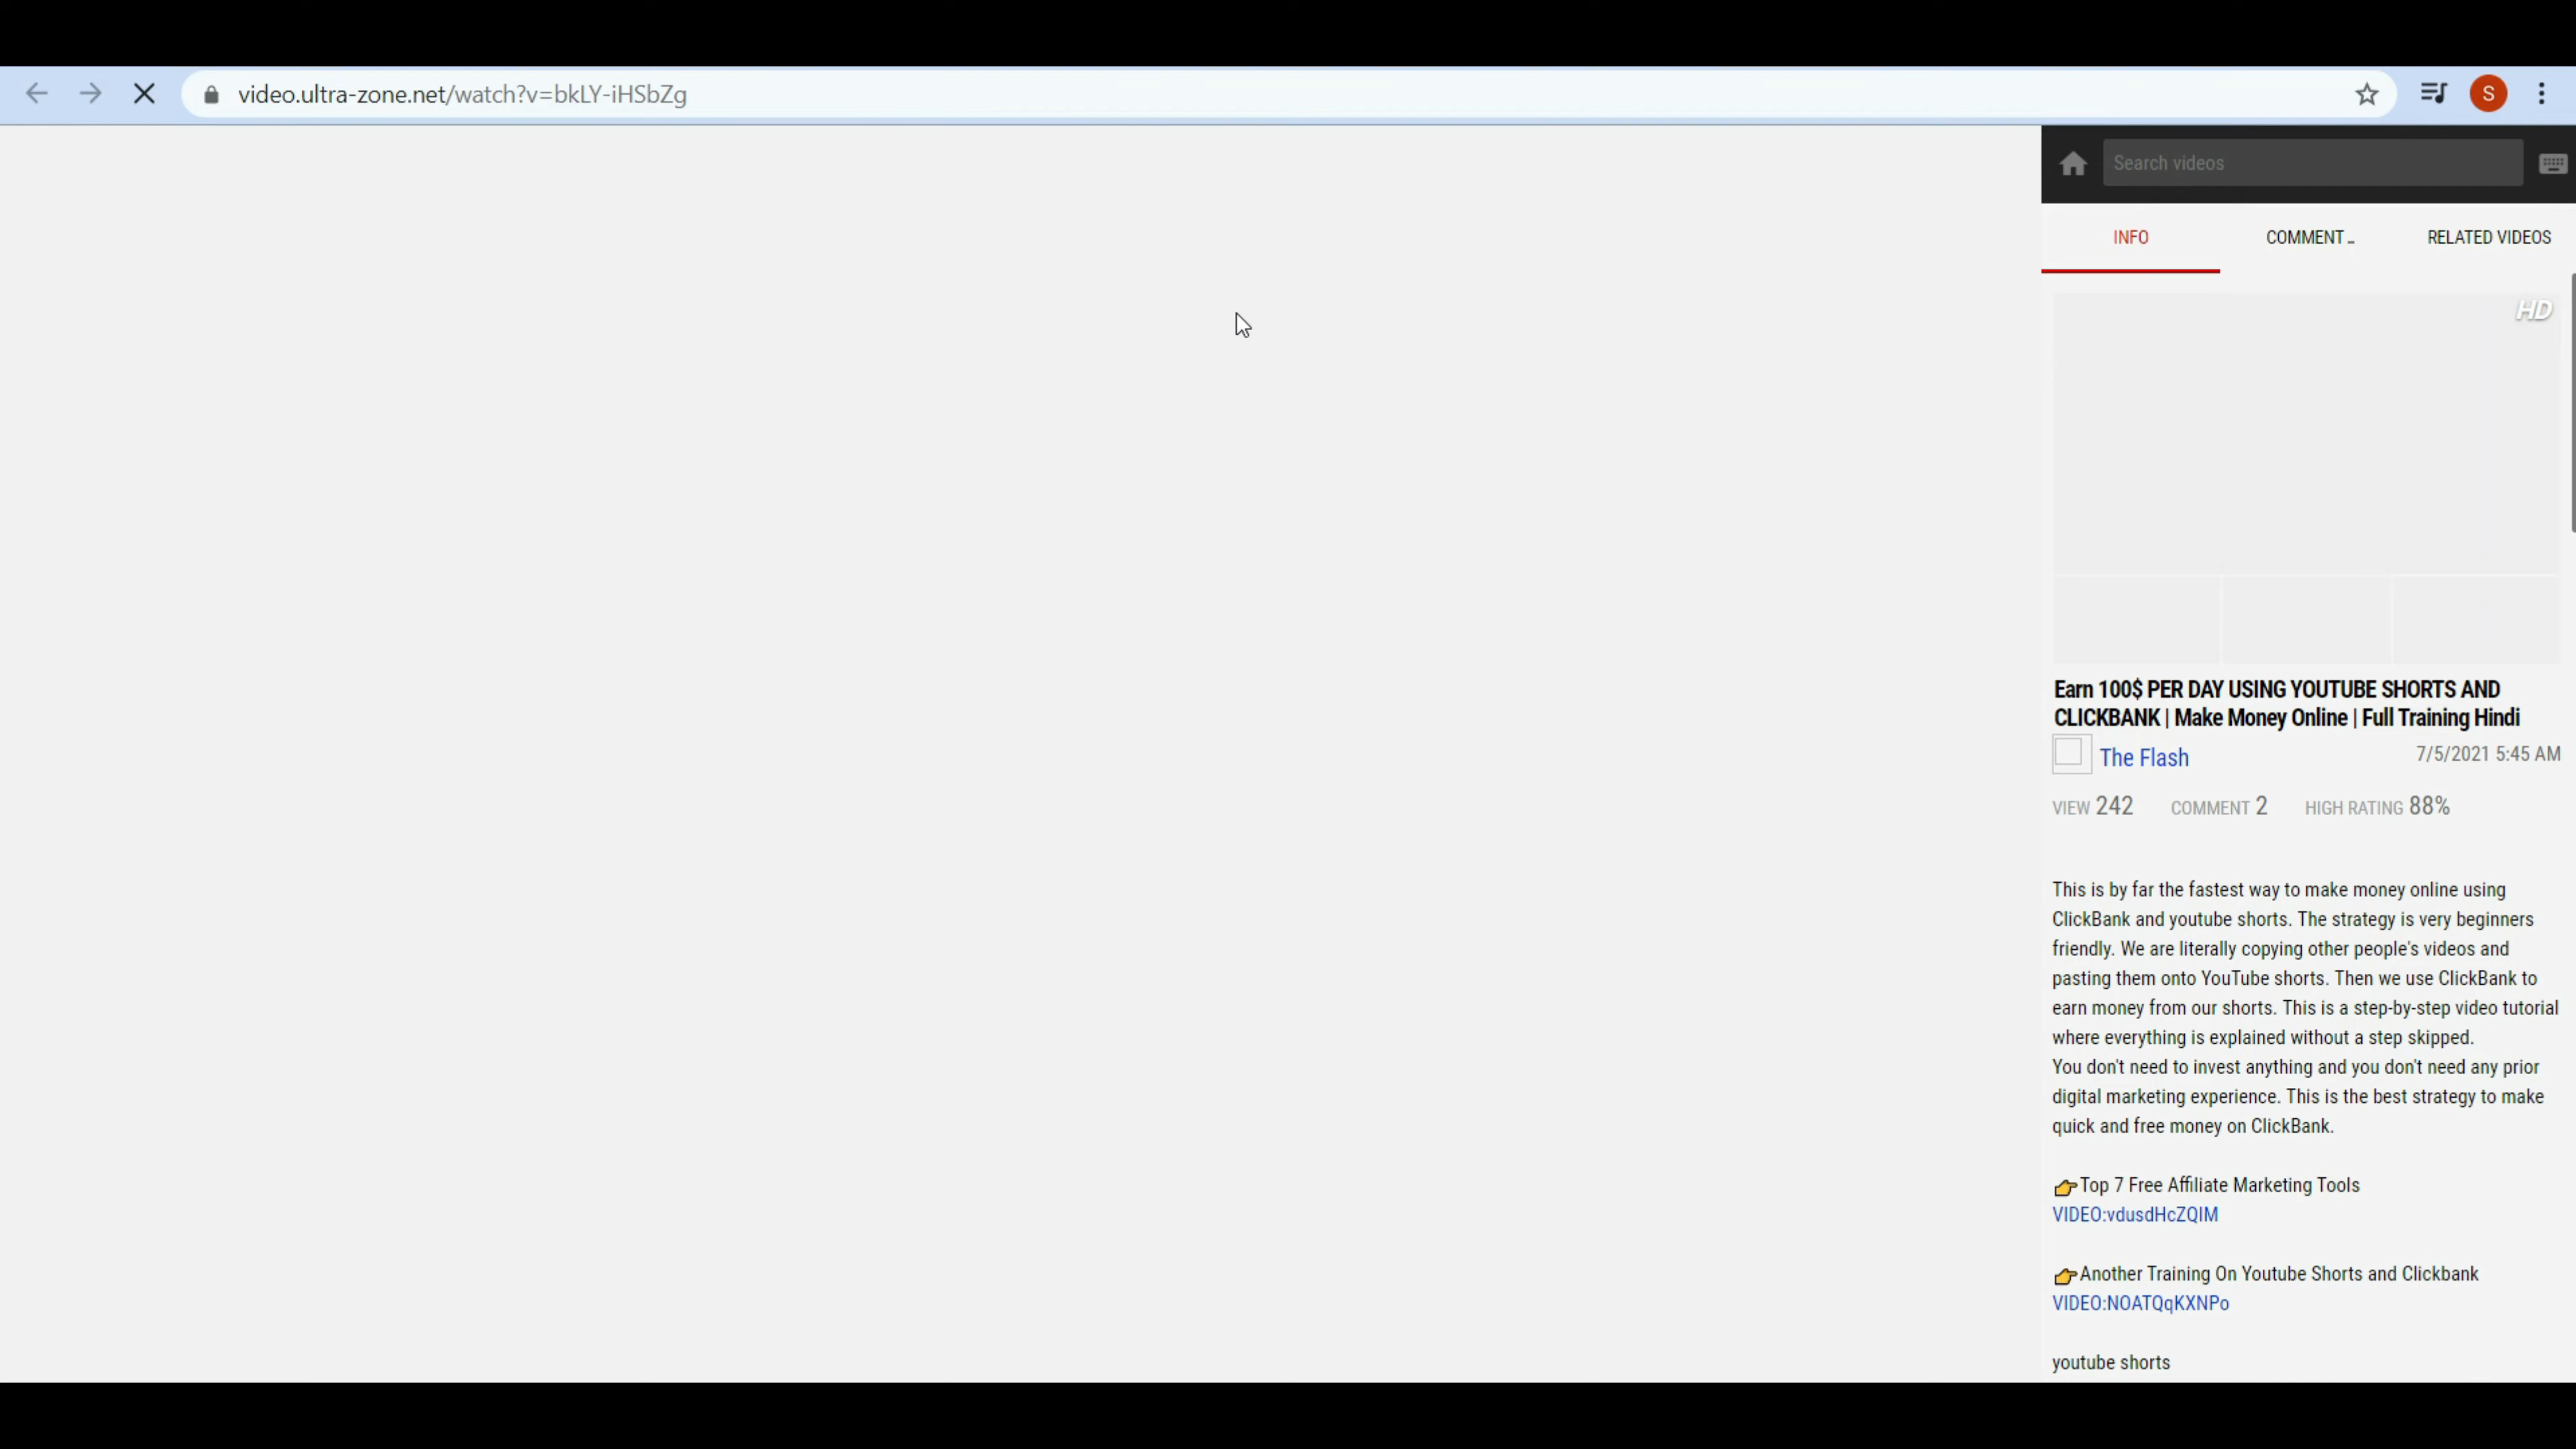 video.ultra-zone.net/watch?v=bkLY-iHSbZg
S
Search videos
INFO
COMMENT...
RELATED VIDEOS
HD
Earn 100$ PER DAY USING YOUTUBE SHORTS AND
CLICKBANK | Make Money Online | Full Training Hindi
The Flash
7/5/2021 5:45 AM
VIEW 242 COMMENT 2 HIGH RATING 88%
This is by far the fastest way to make money online using
ClickBank and youtube shorts. The strategy is very beginners
friendly. We are literally copying other people's videos and
pasting them onto YouTube shorts. Then we use ClickBank to
earn money from our shorts. This is a step-by-step video tutorial
where everything is explained without a step skipped.
You don't need to invest anything and you don't need any prior
digital marketing experience. This is the best strategy to make
quick and free money on ClickBank.
👉Top 7 Free Affiliate Marketing Tools
VIDEO:vdusdHcZQIM
👉Another Training On Youtube Shorts and Clickbank
VIDEO:NOATQqKXNPo
youtube shorts